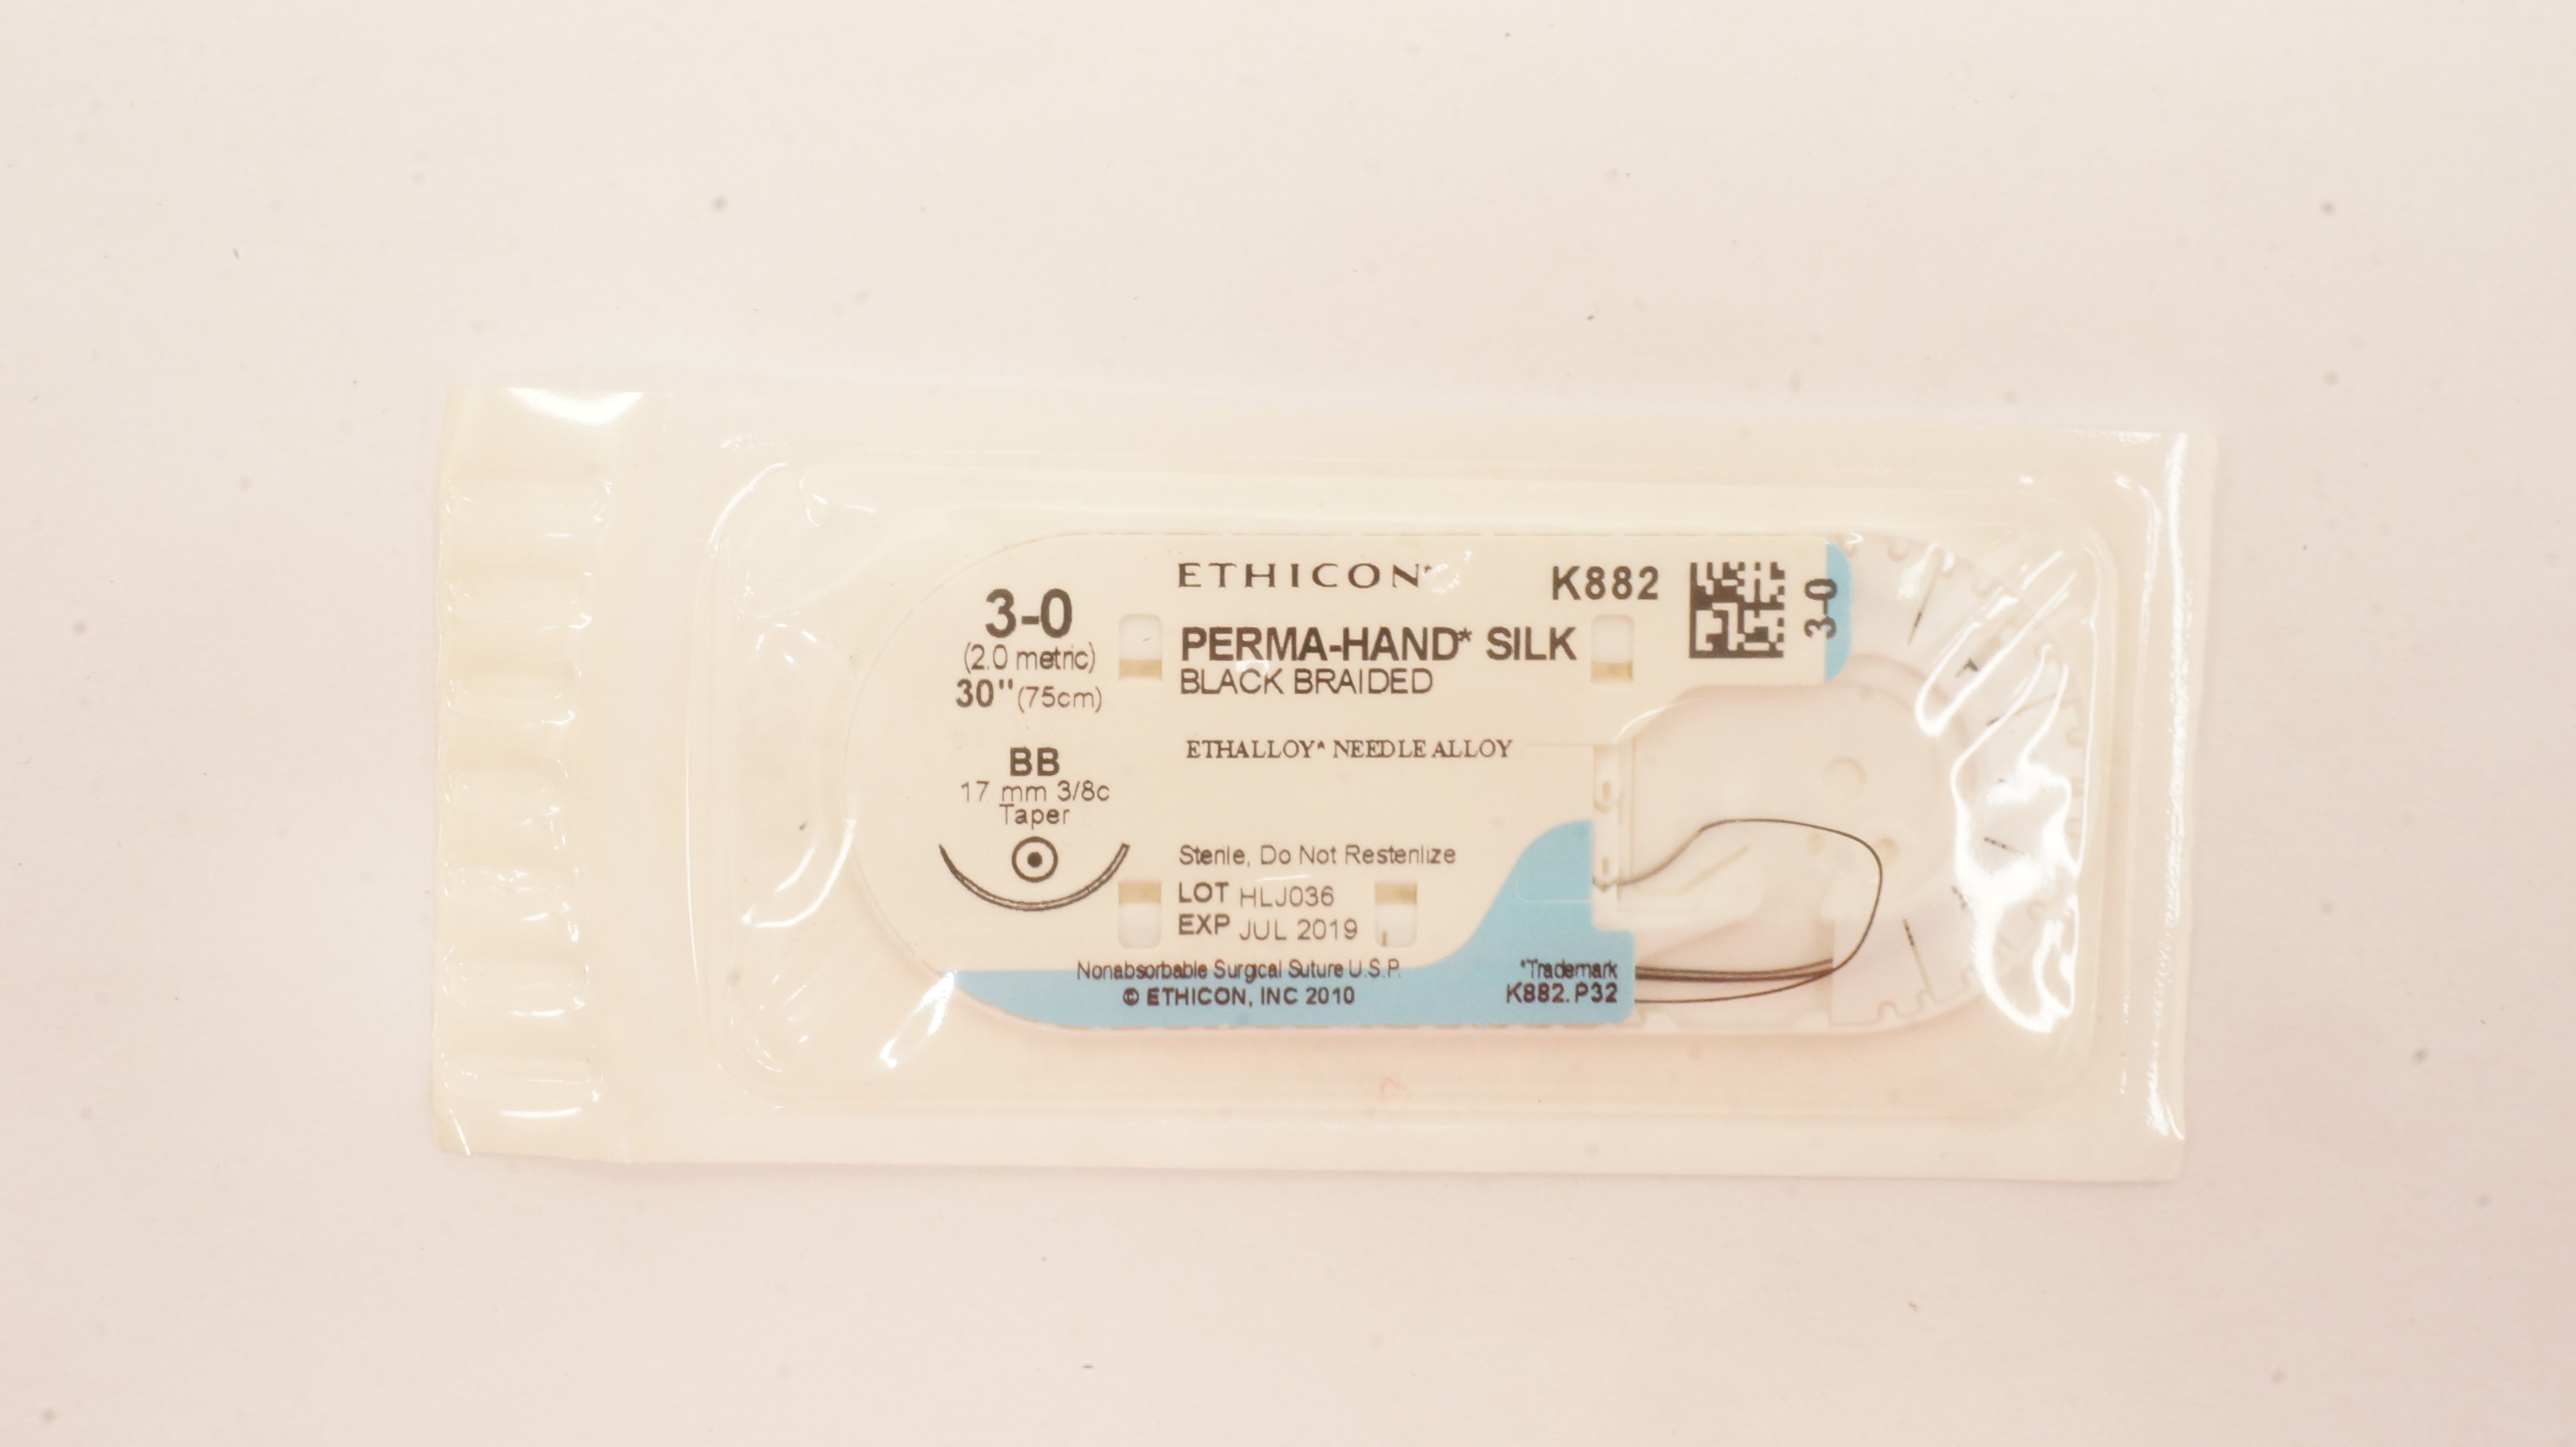 ETHICON*
K882
3-0
3-0
(2.0 metric)
30" (75cm)
PERMA-HAND* SILK
BLACK BRAIDED
ETHALLOY* NEEDLE ALLOY
BB
17 mm 3/8c
Taper
Sterile, Do Not Resterilize
LOT HLJ036
EXP JUL 2019
Nonabsorbable Surgical Suture U.S.P.
© ETHICON, INC 2010
*Trademark
K882.P32